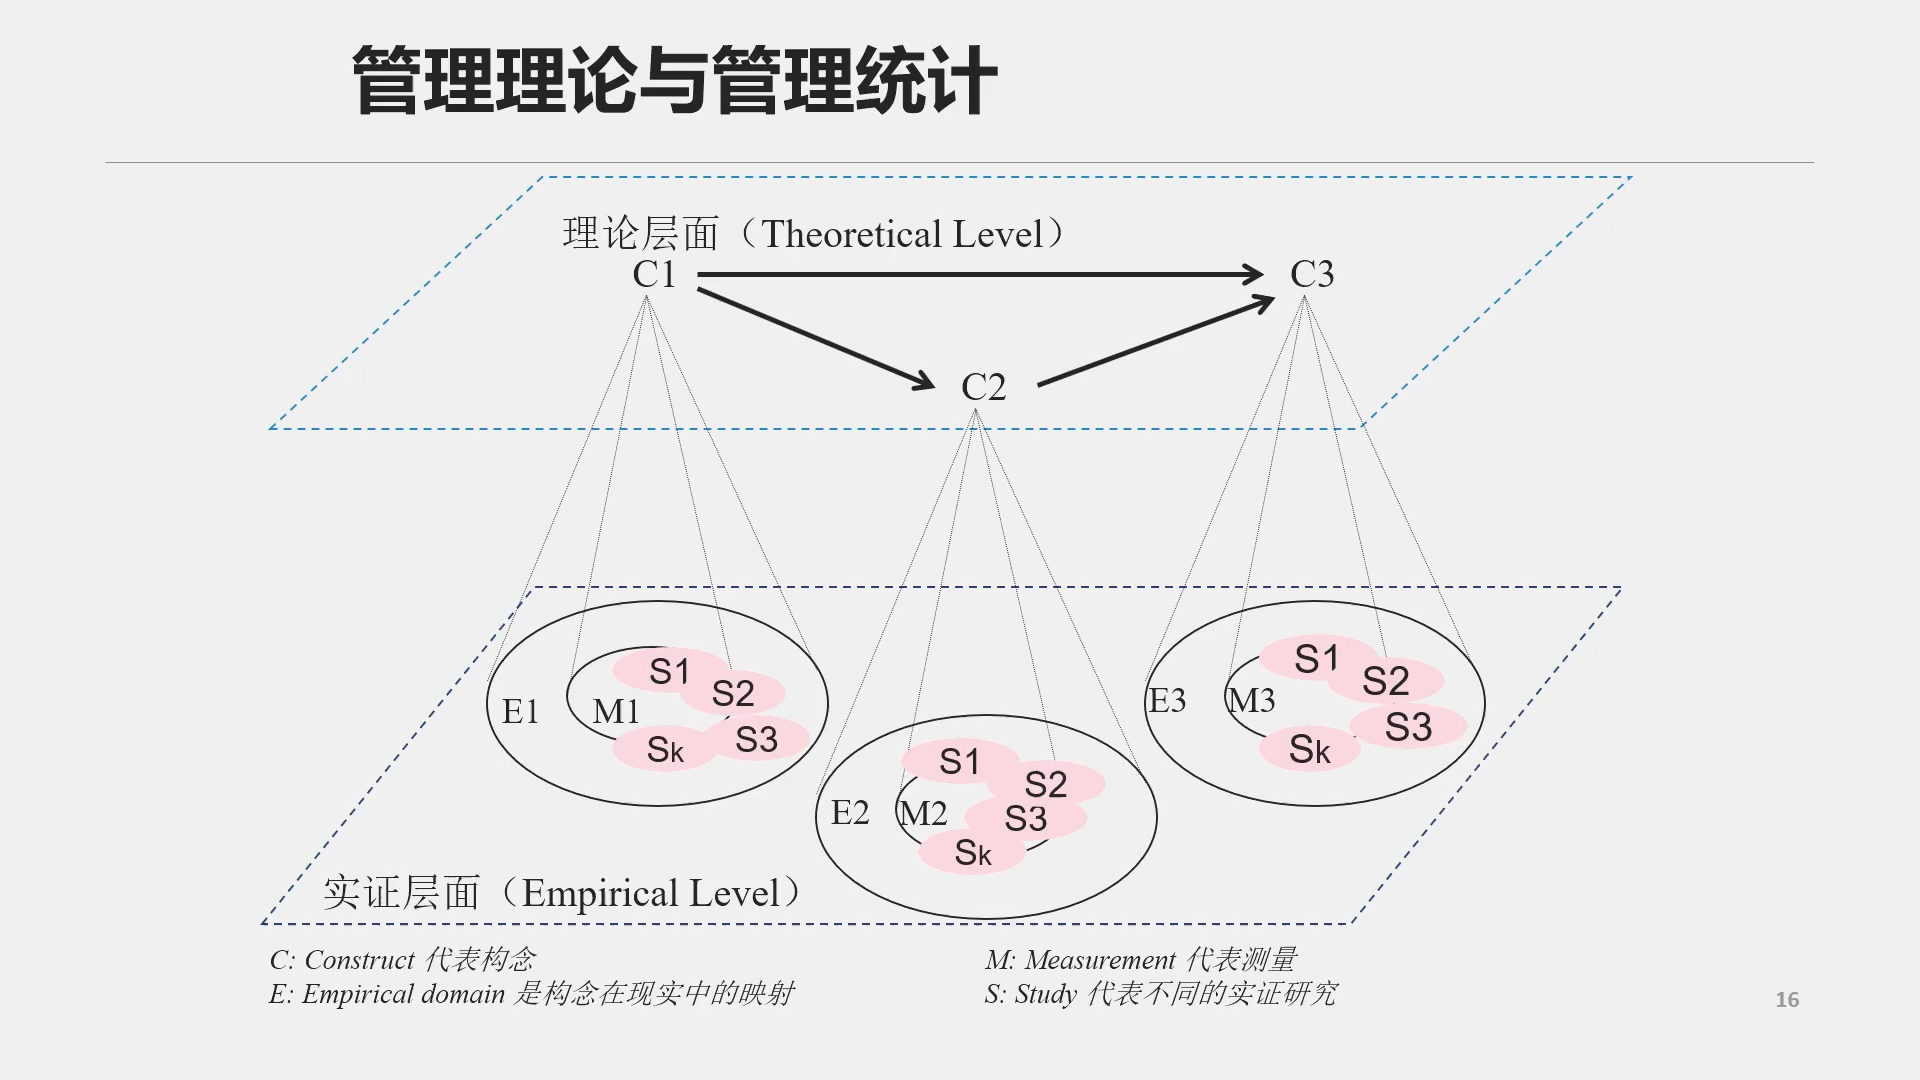 管理理论与管理统计
理论层面（Theoretical Level）
C1
C3
C2
S1
S2
E1
M1
Sk
S3
S1
S2
E3
M3
S3
Sk
S1
S2
E2
M2
S3
Sk
实证层面（Empirical Level）
C: Construct 代表构念
M: Measurement 代表测量
E: Empirical domain 是构念在现实中的映射
S: Study 代表不同的实证研究
16